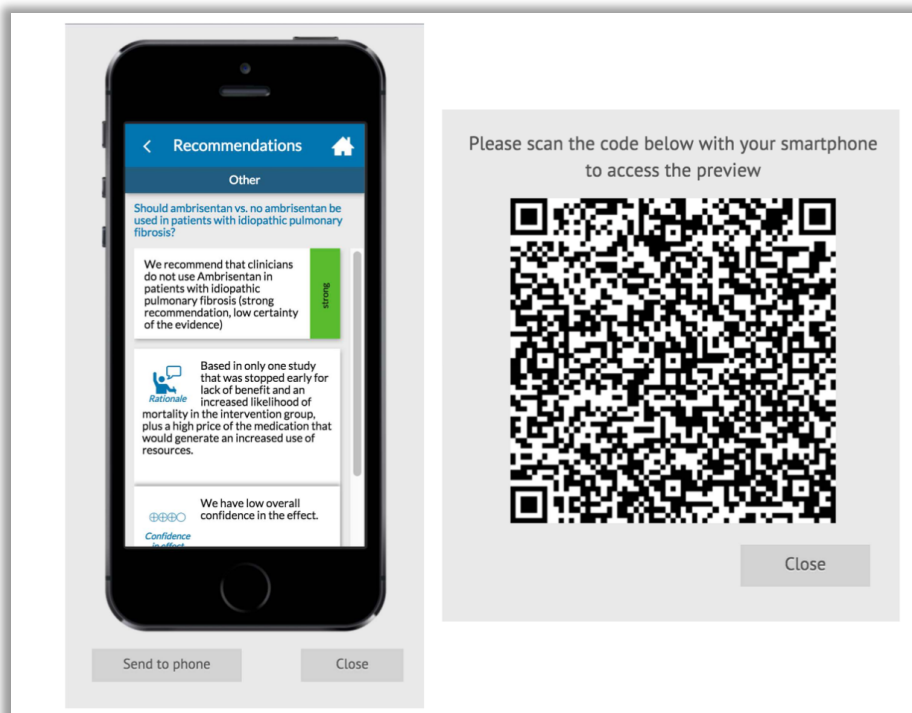 Recommendations
Other
Should ambrisentan vs. no ambrisentan be
used in patients with idiopathic pulmonary
fibrosis?
We recommend that clinicians
do not use Ambrisentan in
patients with idiopathic
pulmonary fibrosis (strong
recommendation, low certainty
of the evidence)
strong
Based in only one study
that was stopped early for
lack of benefit and an
Rationale
increased likelihood of
mortality in the intervention group,
plus a high price of the medication that
would generate an increased use of
resources.
We have low overall
confidence in the effect.
Confidence
in effect
Send to phone
Close
Please scan the code below with your smartphone
to access the preview
Close